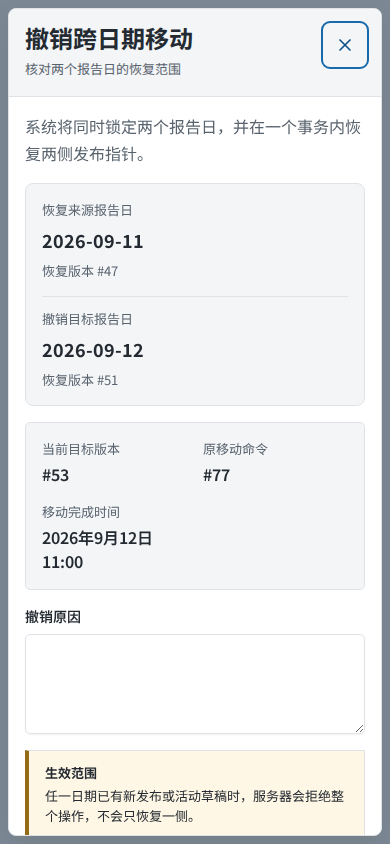 撤销跨日期移动
核对两个报告日的恢复范围
系统将同时锁定两个报告日，并在一个事务内恢
复两侧发布指针。
恢复来源报告日
2026-09-11
恢复版本 #47
撤销目标报告日
2026-09-12
恢复版本 #51
当前目标版本
#53
原移动命令
#77
移动完成时间
2026年9月12日
11:00
撤销原因
生效范围
任一日期已有新发布或活动草稿时，服务器会拒绝整
个操作，不会只恢复一侧。